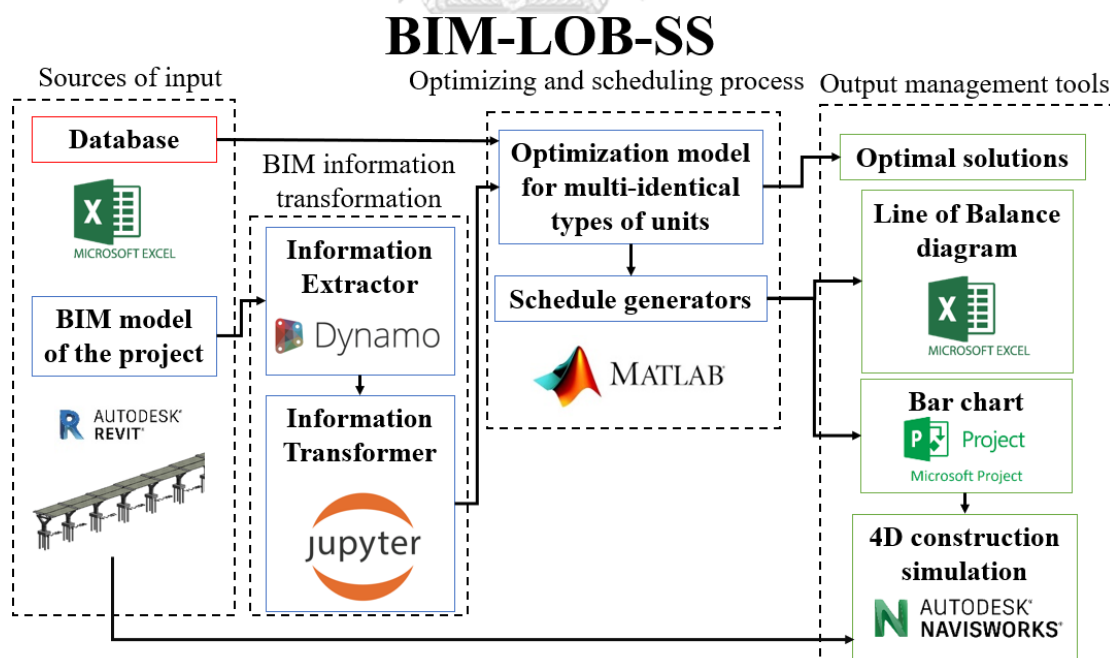 BIM-LOB-SS
Sources of input
Database
X
MICROSOFT EXCEL
BIM model
of the project
R AUTODESK®
REVIT®
BIM information
transformation
Information
Extractor
Dynamo
Information
Transformer
jupyter
Optimizing and scheduling process
Optimization model
for multi-identical
types of units
Schedule generators
MATLAB®
Output management tools
Optimal solutions
Line of Balance
diagram
X
MICROSOFT EXCEL
Bar chart
P Project
Microsoft Project
4D construction
simulation
N AUTODESK®
NAVISWORKS®